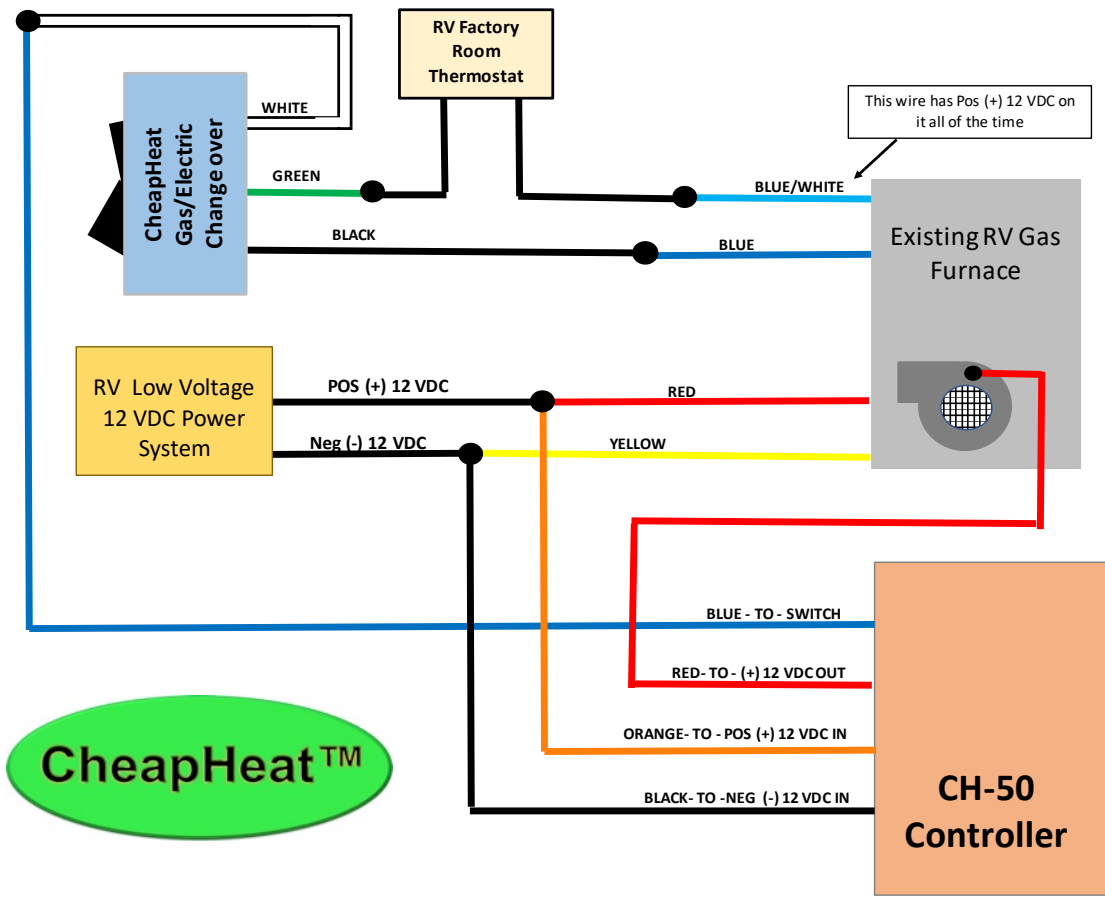 RV Factory
Room
Thermostat
This wire has Pos (+) 12 VDC on
it all of the time
CheapHeat
Gas/Electric
Change over
WHITE
GREEN
BLACK
BLUE/WHITE
BLUE
Existing RV Gas
Furnace
RV Low Voltage
12 VDC Power
System
POS (+) 12 VDC
RED
Neg (-) 12 VDC
YELLOW
BLUE - TO - SWITCH
RED- TO - (+) 12 VDC OUT
ORANGE- TO - POS (+) 12 VDC IN
BLACK- TO -NEG (-) 12 VDC IN
CheapHeat™
CH-50
Controller